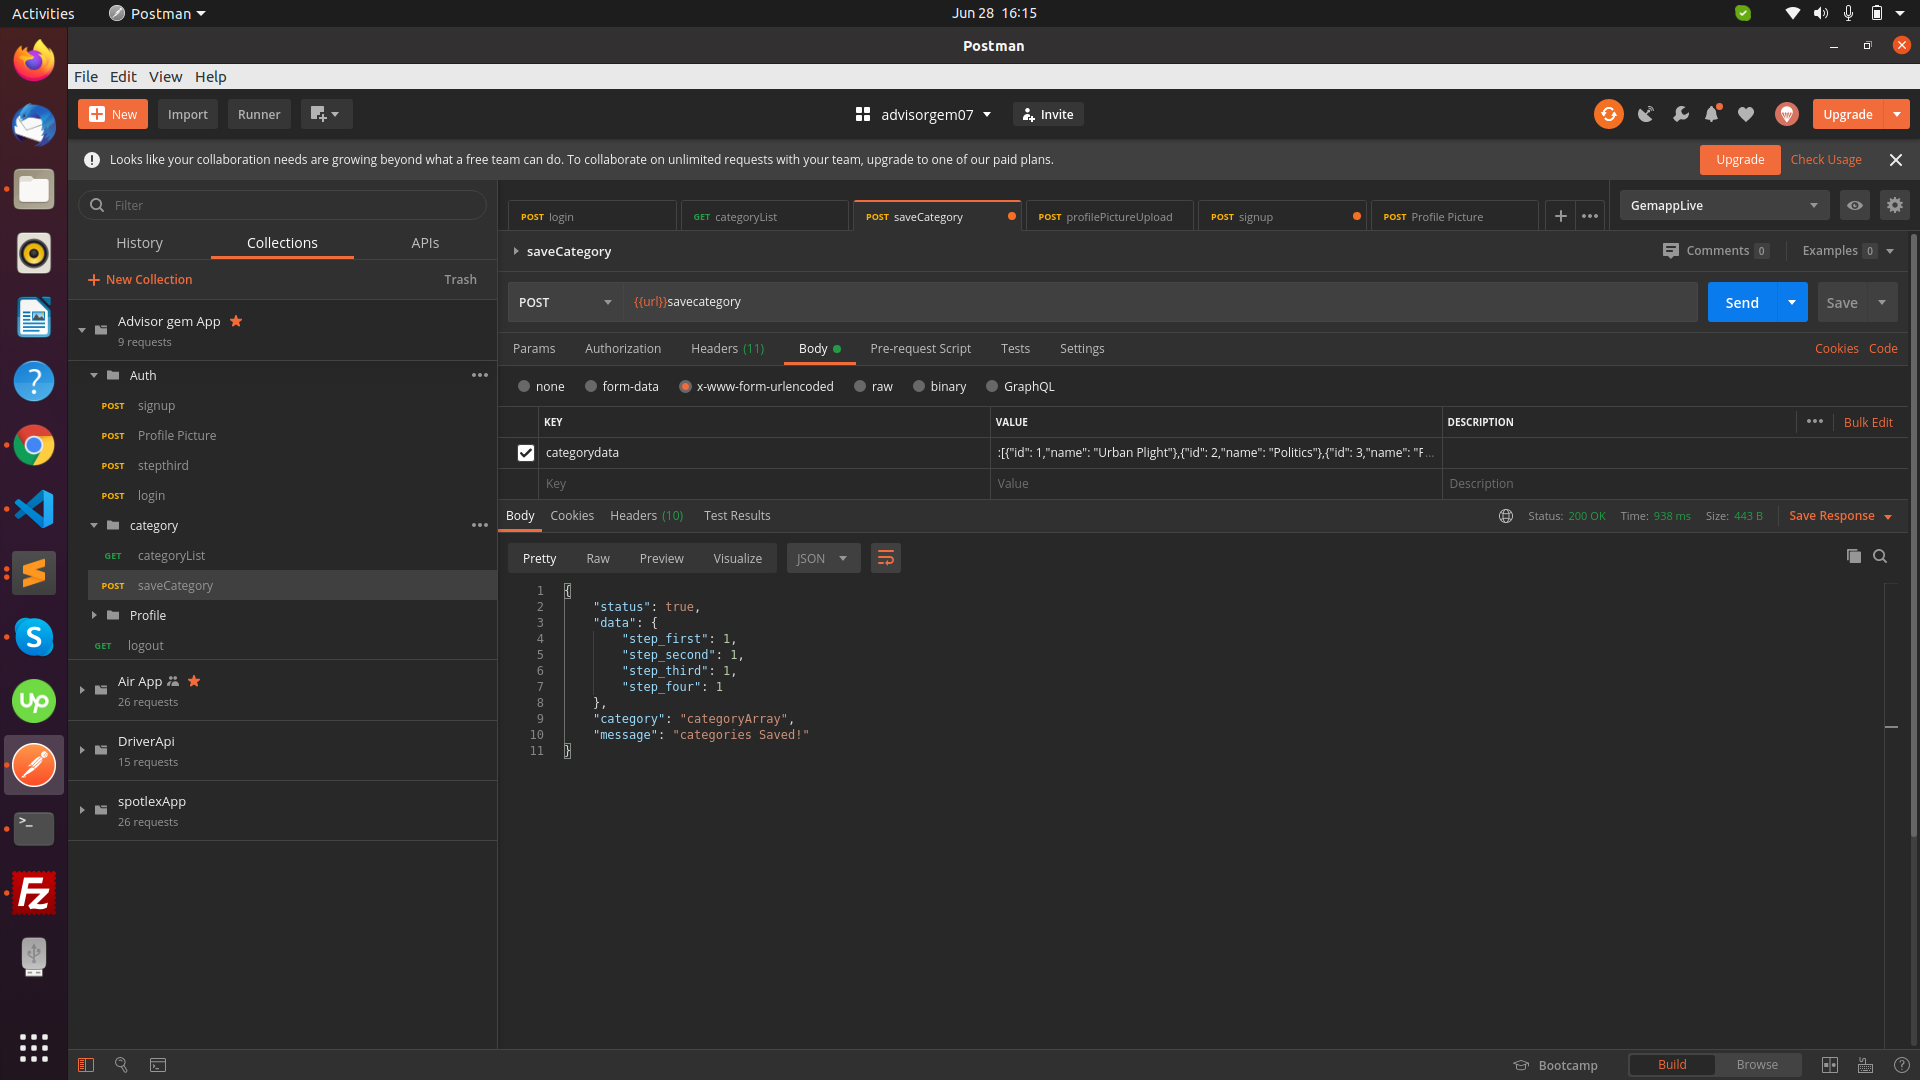 Activities
Postman
Jun 28 16:15
Postman
File Edit View Help
New
Import
Runner
advisorgem07
Invite
Upgrade
Looks like your collaboration needs are growing beyond what a free team can do. To collaborate on unlimited requests with your team, upgrade to one of our paid plans.
Upgrade
Check Usage
Filter
History
Collections
APIs
New Collection
Trash
Advisor gem App
9 requests
Auth
POST signup
POST Profile Picture
POST stepthird
POST login
category
GET categoryList
POST saveCategory
Profile
GET logout
Air App
26 requests
DriverApi
15 requests
spotlexApp
26 requests
POST login
GET categoryList
POST saveCategory
POST profilePictureUpload
POST signup
POST Profile Picture
GemappLive
saveCategory
Comments 0
Examples 0
POST
{{url}}savecategory
Send
Save
Params
Authorization
Headers (11)
Body
Pre-request Script
Tests
Settings
Cookies
Code
none
form-data
x-www-form-urlencoded
raw
binary
GraphQL
KEY
VALUE
DESCRIPTION
Bulk Edit
categorydata
:[{"id": 1,"name": "Urban Plight"},{"id": 2,"name": "Politics"},{"id": 3,"name": "F...
Key
Value
Description
Body
Cookies
Headers (10)
Test Results
Status: 200 OK
Time: 938 ms
Size: 443 B
Save Response
Pretty
Raw
Preview
Visualize
JSON
1 {
2 "status": true,
3 "data": {
4 "step_first": 1,
5 "step_second": 1,
6 "step_third": 1,
7 "step_four": 1
8 },
9 "category": "categoryArray",
10 "message": "categories Saved!"
11 }
up
Fz
Bootcamp
Build
Browse